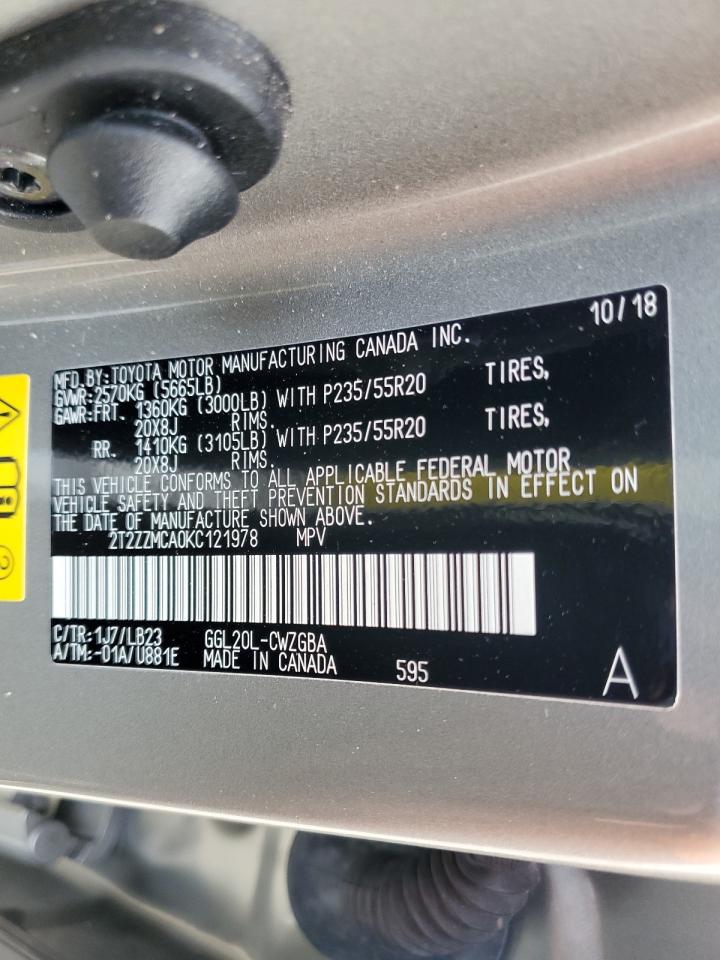 10/18
MFD.BY:TOYOTA MOTOR MANUFACTURING CANADA INC.
GVWR:2570KG (5665LB)
GAWR:FRT. 1360KG (3000LB) WITH P235/55R20 TIRES,
20X8J RIMS.
RR. 1410KG (3105LB) WITH P235/55R20 TIRES,
20X8J RIMS.
THIS VEHICLE CONFORMS TO ALL APPLICABLE FEDERAL MOTOR
VEHICLE SAFETY AND THEFT PREVENTION STANDARDS IN EFFECT ON
THE DATE OF MANUFACTURE SHOWN ABOVE.
2T2ZZMCA0KC121978 MPV
C/TR:1J7/LB23 GGL20L-CWZGBA
A/TM:-01A/U881E MADE IN CANADA 595
A
2